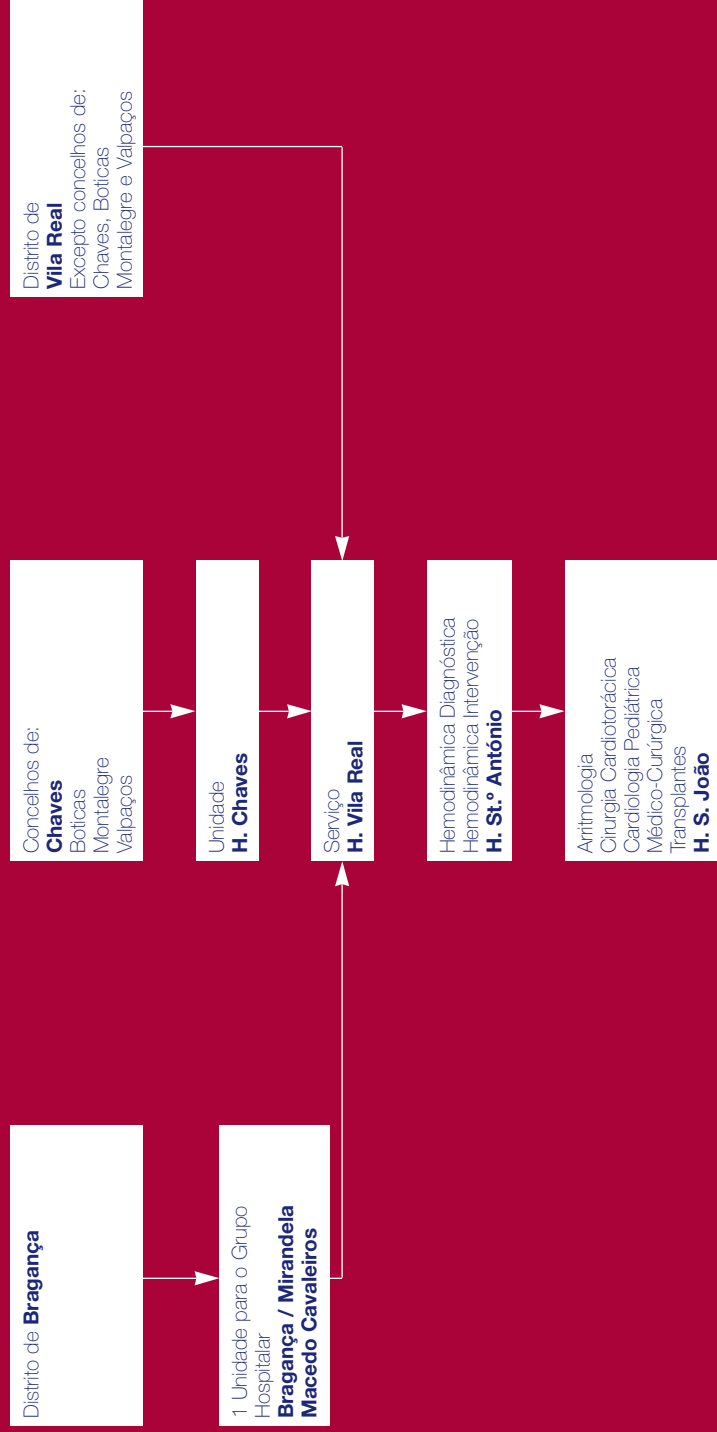 Distrito de Bragança
1 Unidade para o Grupo
Hospitalar
Bragança / Mirandela
Macedo Cavaleiros
Concelhos de:
Chaves
Boticas
Montalegre
Valpaços
Unidade
H. Chaves
Serviço
H. Vila Real
Hemodinâmica Diagnóstica
Hemodinâmica Intervenção
H. St.º António
Arritmologia
Cirurgia Cardiotorácica
Cardiologia Pediátrica
Médico-Curúrgica
Transplantes
H. S. João
Distrito de
Vila Real
Excepto concelhos de:
Chaves, Boticas
Montalegre e Valpaços